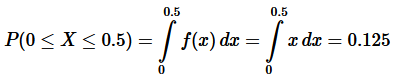 P(0 ≤ X ≤ 0.5) = ∫₀^0.5 f(x) dx = ∫₀^0.5 x dx = 0.125